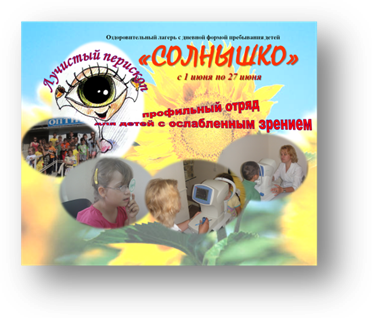 Оздоровительный лагерь с дневной формой пребывания детей
«СОЛНЫШКО»
с 1 июня по 27 июня
Лучистый перископ
профильный отряд
для детей с ослабленным зрением